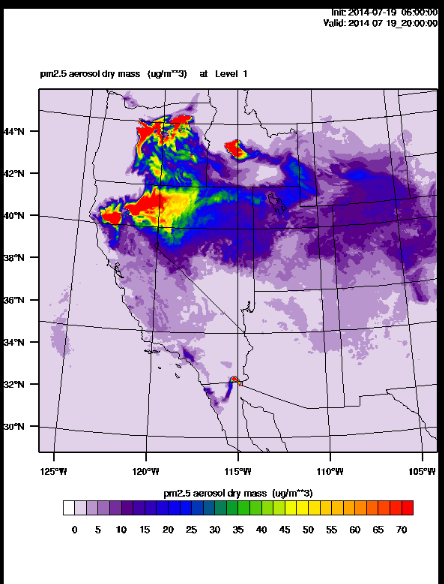 Init: 2014-07-19_06:00:00
Valid: 2014-07-19_20:00:00
pm2.5 aerosol dry mass (ug/m**3) at Level 1
44°N
42°N
40°N
38°N
36°N
34°N
32°N
30°N
125°W 120°W 115°W 110°W 105°W
pm2.5 aerosol dry mass (ug/m**3)
0 5 10 15 20 25 30 35 40 45 50 55 60 65 70